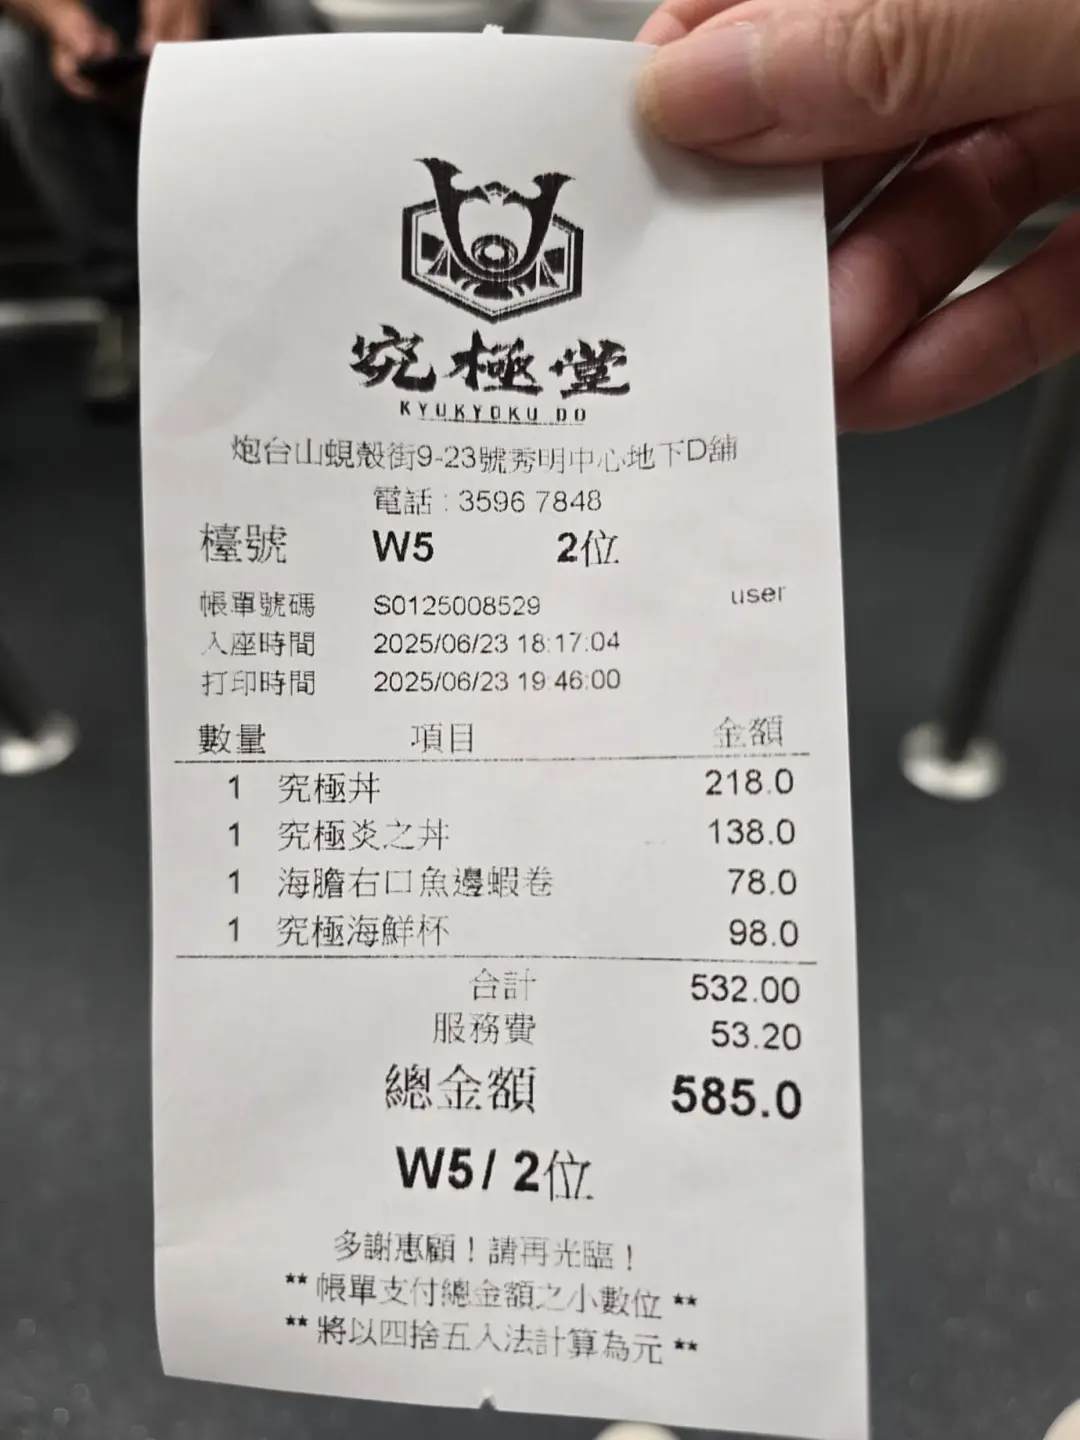 究極堂
KYUKYOKU DO
炮台山蜆殼街9-23號秀明中心地下D舖
電話 : 3596 7848
檯號 W5 2位
帳單號碼 S0125008529 user
入座時間 2025/06/23 18:17:04
打印時間 2025/06/23 19:46:00
數量 項目 金額
1 究極丼 218.0
1 究極炎之丼 138.0
1 海膽右口魚邊蝦卷 78.0
1 究極海鮮杯 98.0
合計 532.00
服務費 53.20
總金額 585.0
W5 / 2位
多謝惠顧！請再光臨！
** 帳單支付總金額之小數位 **
** 將以四捨五入法計算為元 **